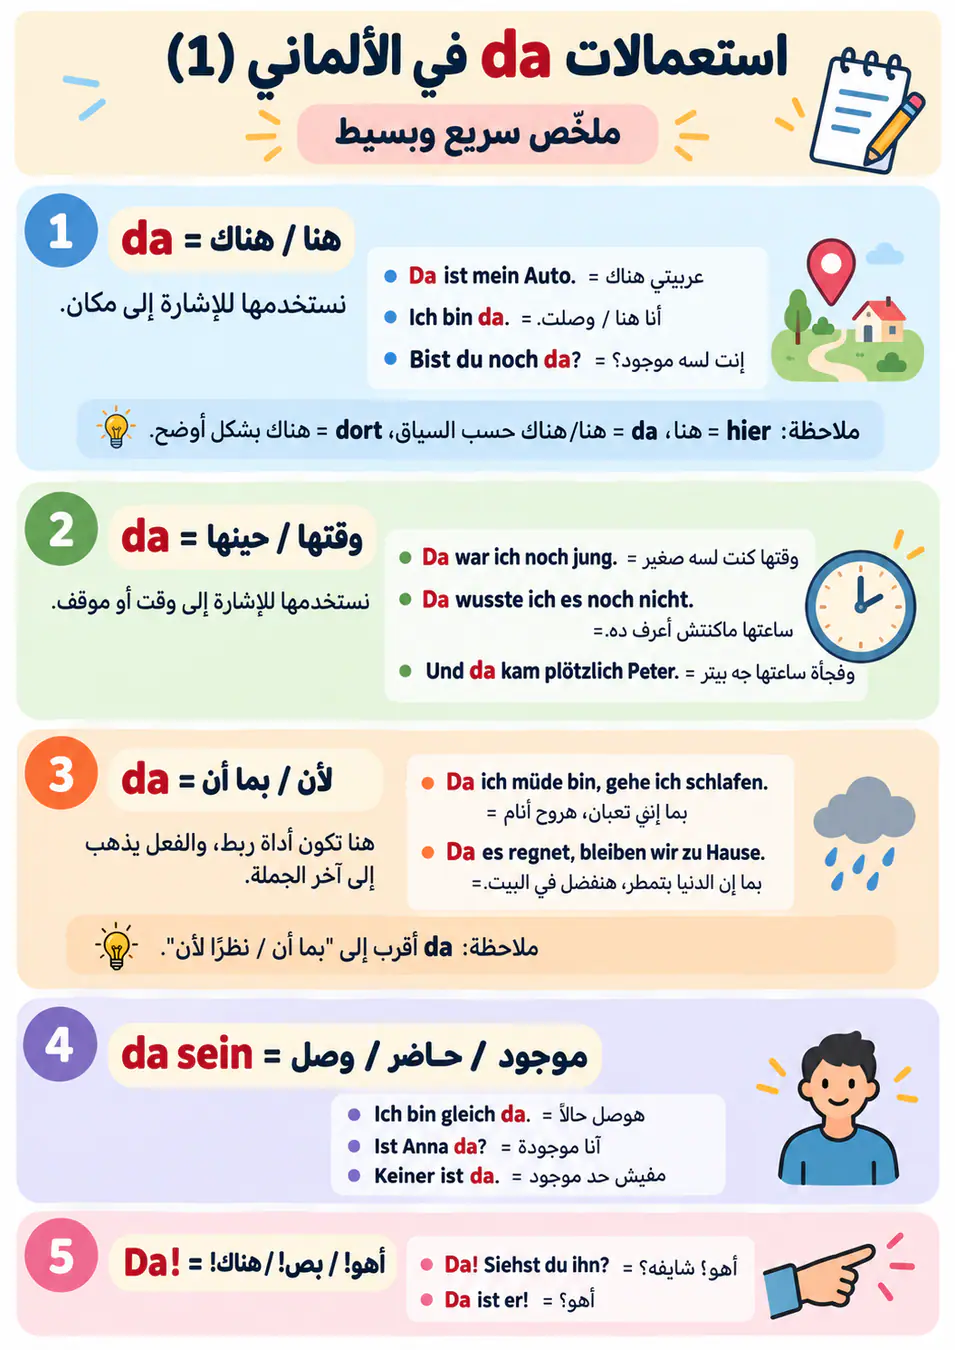 استعمالات da في الألماني (1)
ملخّص سريع وبسيط
1
da = هنا / هناك
نستخدمها للإشارة إلى مكان.
Da ist mein Auto. = عربيتي هناك
Ich bin da. = أنا هنا / وصلت.
Bist du noch da? = إنت لسه موجود؟
ملاحظة: hier = هنا، da = هنا/هناك حسب السياق، dort = هناك بشكل أوضح.
2
da = وقتها / حينها
نستخدمها للإشارة إلى وقت أو موقف.
Da war ich noch jung. = وقتها كنت لسه صغير
Da wusste ich es noch nicht.
=ساعتها ماكنتش أعرف ده.
Und da kam plötzlich Peter. = وفجأة ساعتها جه بيتر
3
da = لأن / بما أن
هنا تكون أداة ربط، والفعل يذهب
إلى آخر الجملة.
Da ich müde bin, gehe ich schlafen.
= بما إنني تعبان، هروح أنام
Da es regnet, bleiben wir zu Hause.
=بما إن الدنيا بتمطر، هنفضل في البيت.
ملاحظة: da أقرب إلى "بما أن / نظرًا لأن".
4
da sein = موجود / حاضر / وصل
Ich bin gleich da. = هوصل حالاً
Ist Anna da? = آنا موجودة
Keiner ist da. = مفيش حد موجود
5
Da! = أهو! / بص! / هناك!
Da! Siehst du ihn? = أهو! شايفه؟
Da ist er! = أهو؟